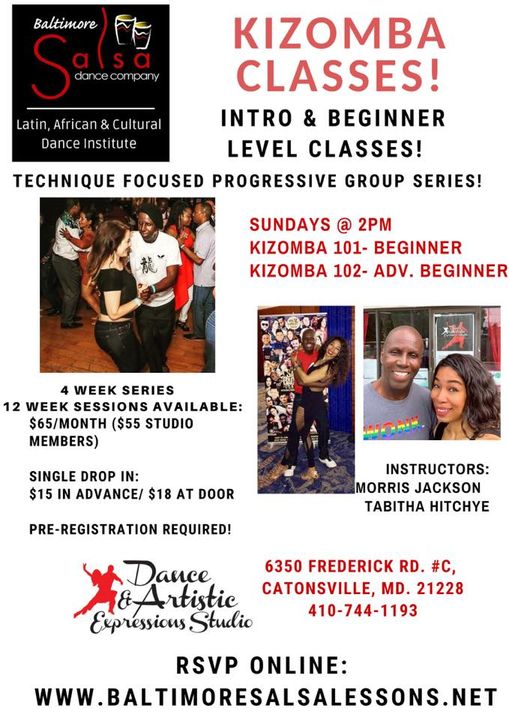 Baltimore
Salsa
dance company
Latin, African & Cultural
Dance Institute
KIZOMBA
CLASSES!
INTRO & BEGINNER
LEVEL CLASSES!
TECHNIQUE FOCUSED PROGRESSIVE GROUP SERIES!
SUNDAYS @ 2PM
KIZOMBA 101- BEGINNER
KIZOMBA 102- ADV. BEGINNER
4 WEEK SERIES
12 WEEK SESSIONS AVAILABLE:
$65/MONTH ($55 STUDIO
MEMBERS)
SINGLE DROP IN:
$15 IN ADVANCE/ $18 AT DOOR
PRE-REGISTRATION REQUIRED!
INSTRUCTORS:
MORRIS JACKSON
TABITHA HITCHYE
Dance
& Artistic
Expressions Studio
6350 FREDERICK RD. #C,
CATONSVILLE, MD. 21228
410-744-1193
RSVP ONLINE:
WWW.BALTIMORESALSALESSONS.NET